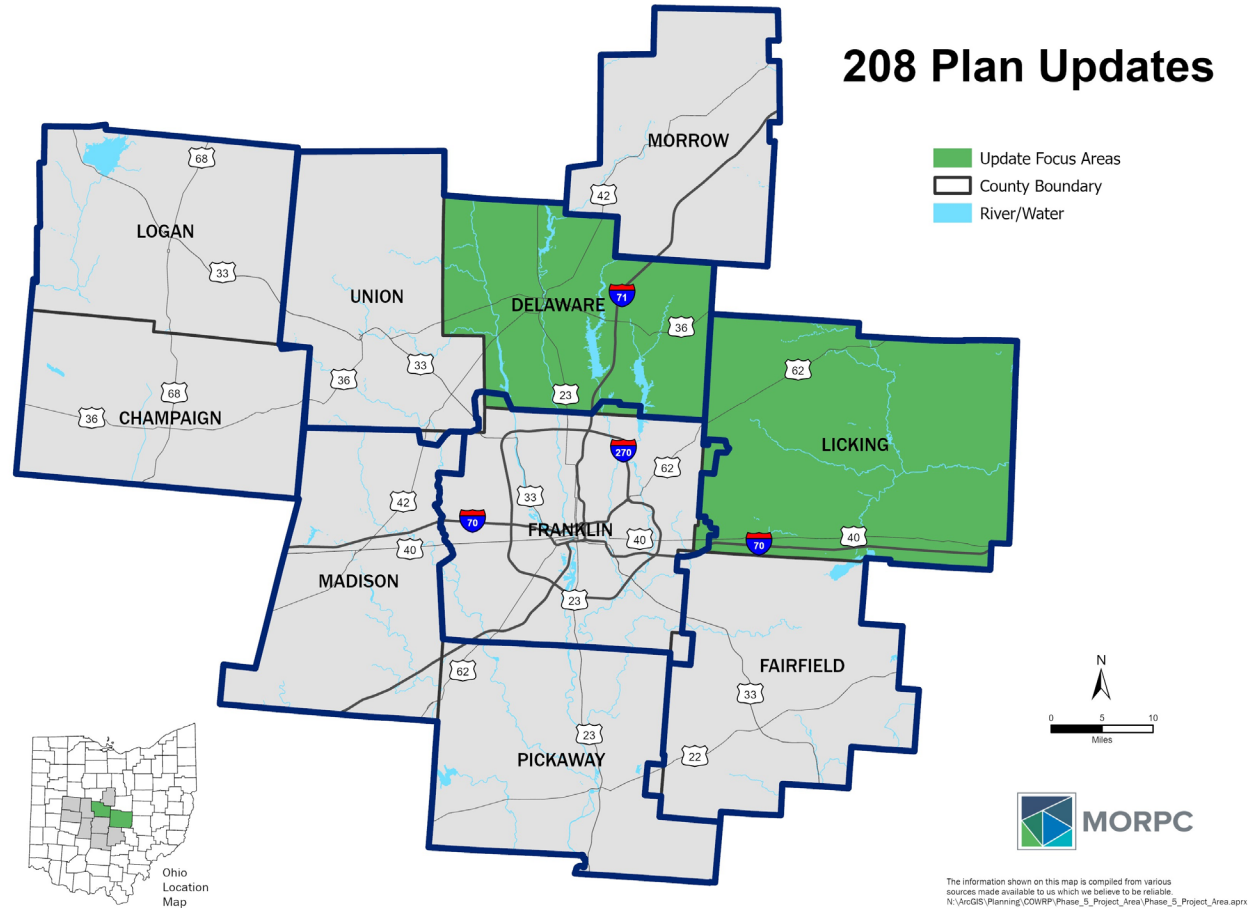 208 Plan Updates
Update Focus Areas
County Boundary
River/Water
MORROW
42
68
LOGAN
33
UNION
DELAWARE
71
36
62
36
33
68
36
CHAMPAIGN
23
LICKING
270
62
42
33
70
FRANKLIN
40
40
70
40
MADISON
23
FAIRFIELD
62
33
23
PICKAWAY
22
N
0 5 10
Miles
MORPC
Ohio
Location
Map
The information shown on this map is compiled from various
sources made available to us which we believe to be reliable.
N:\ArcGIS\Planning\COWRP\Phase_5_Project_Area\Phase_5_Project_Area.aprx